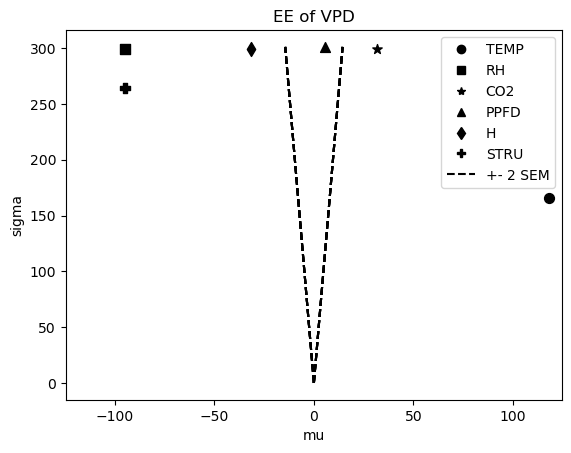 EE of VPD
300
250
200
150
100
50
0
sigma
TEMP
RH
CO2
PPFD
H
STRU
+- 2 SEM
−100
−50
0
50
100
mu